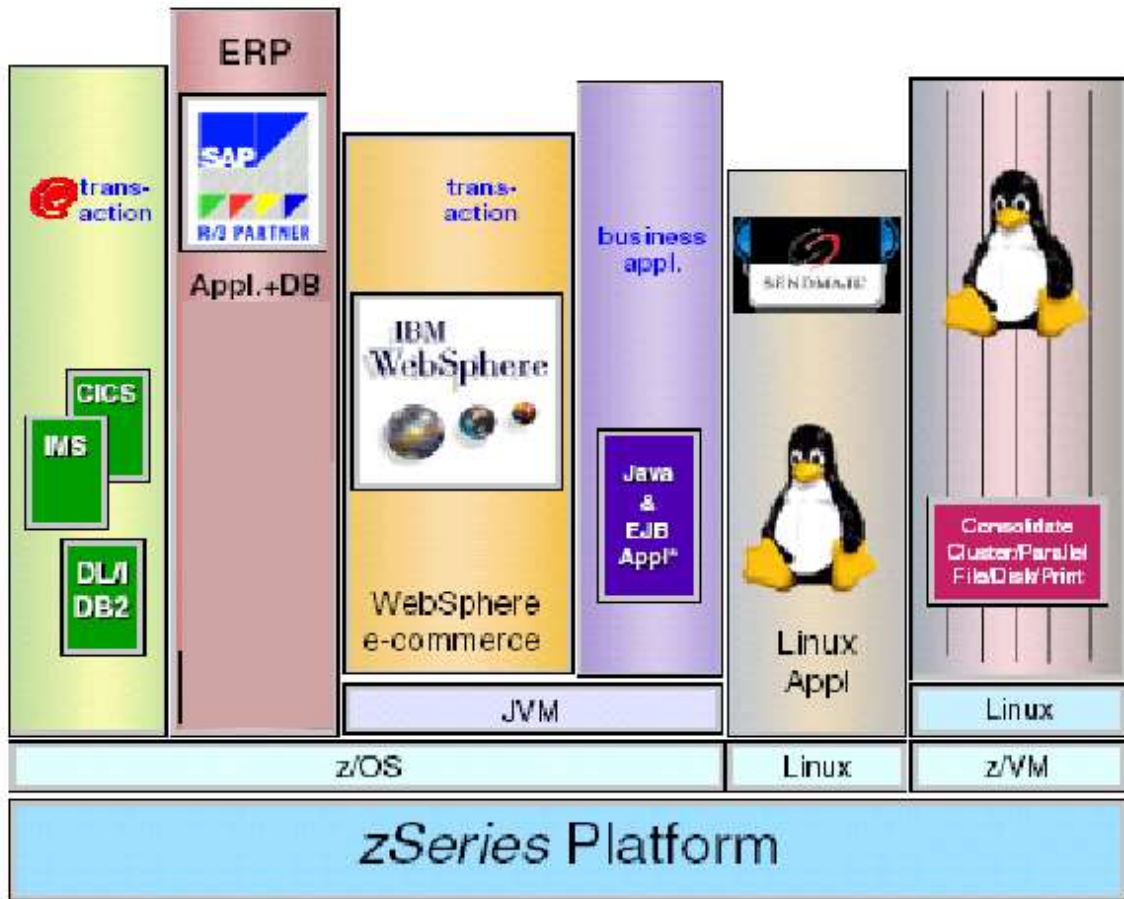 ERP
SAP
R/3 PARTNER
Appl.+DB
@ trans-
action
CICS
IMS
DL/I
DB2
trans-
action
IBM
WebSphere
WebSphere
e-commerce
business
appl.
Java
&
EJB
Appl*
JVM
Linux
Appl
Consolidate
Cluster/Parallel
File/Disk/Print
Linux
z/OS
Linux
z/VM
zSeries Platform